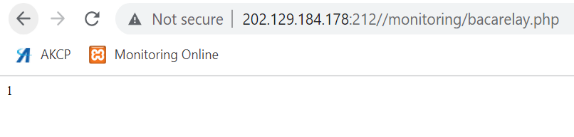 Not secure | 202.129.184.178:212//monitoring/bacarelay.php
AKCP Monitoring Online
1